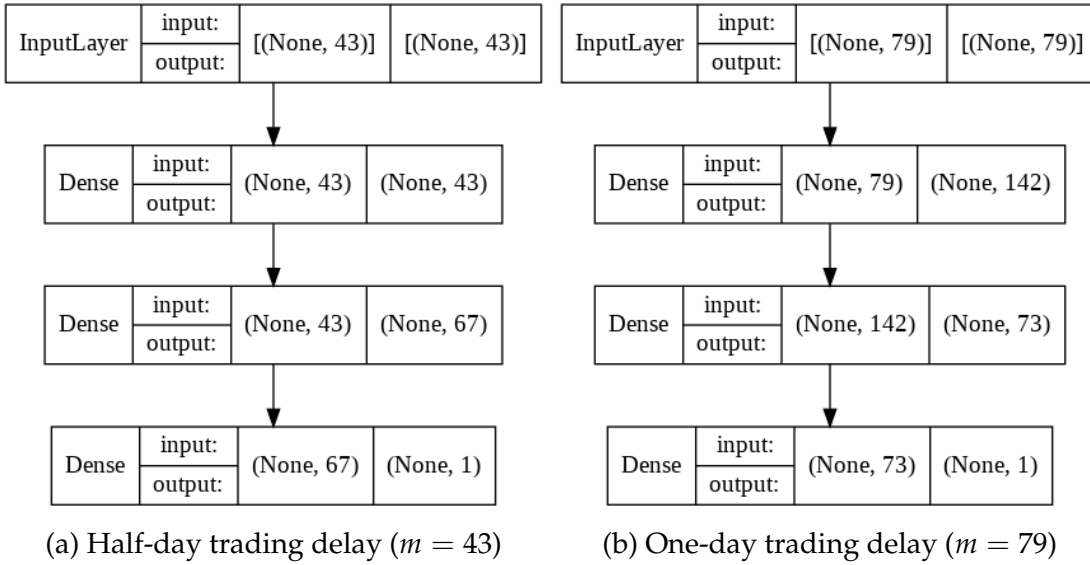 InputLayer
input:
output:
[(None, 43)]
[(None, 43)]
Dense
input:
output:
(None, 43)
(None, 43)
Dense
input:
output:
(None, 43)
(None, 67)
Dense
input:
output:
(None, 67)
(None, 1)
(a) Half-day trading delay (m = 43)
InputLayer
input:
output:
[(None, 79)]
[(None, 79)]
Dense
input:
output:
(None, 79)
(None, 142)
Dense
input:
output:
(None, 142)
(None, 73)
Dense
input:
output:
(None, 73)
(None, 1)
(b) One-day trading delay (m = 79)